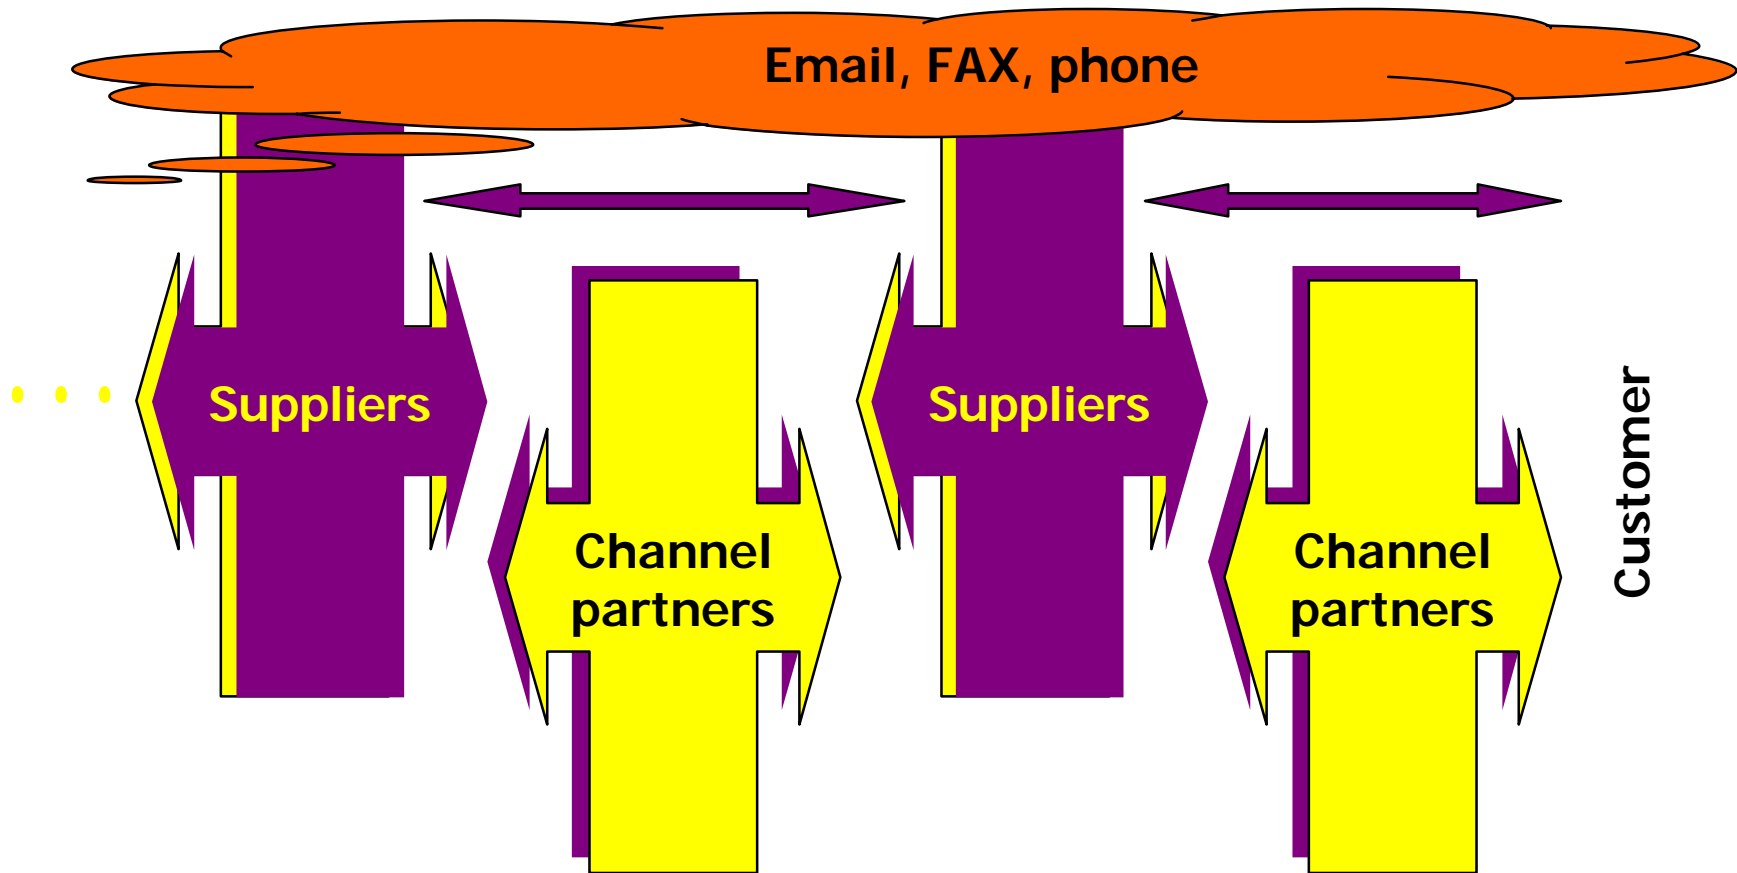 Email, FAX, phone
Suppliers
Channel
partners
Suppliers
Channel
partners
Customer